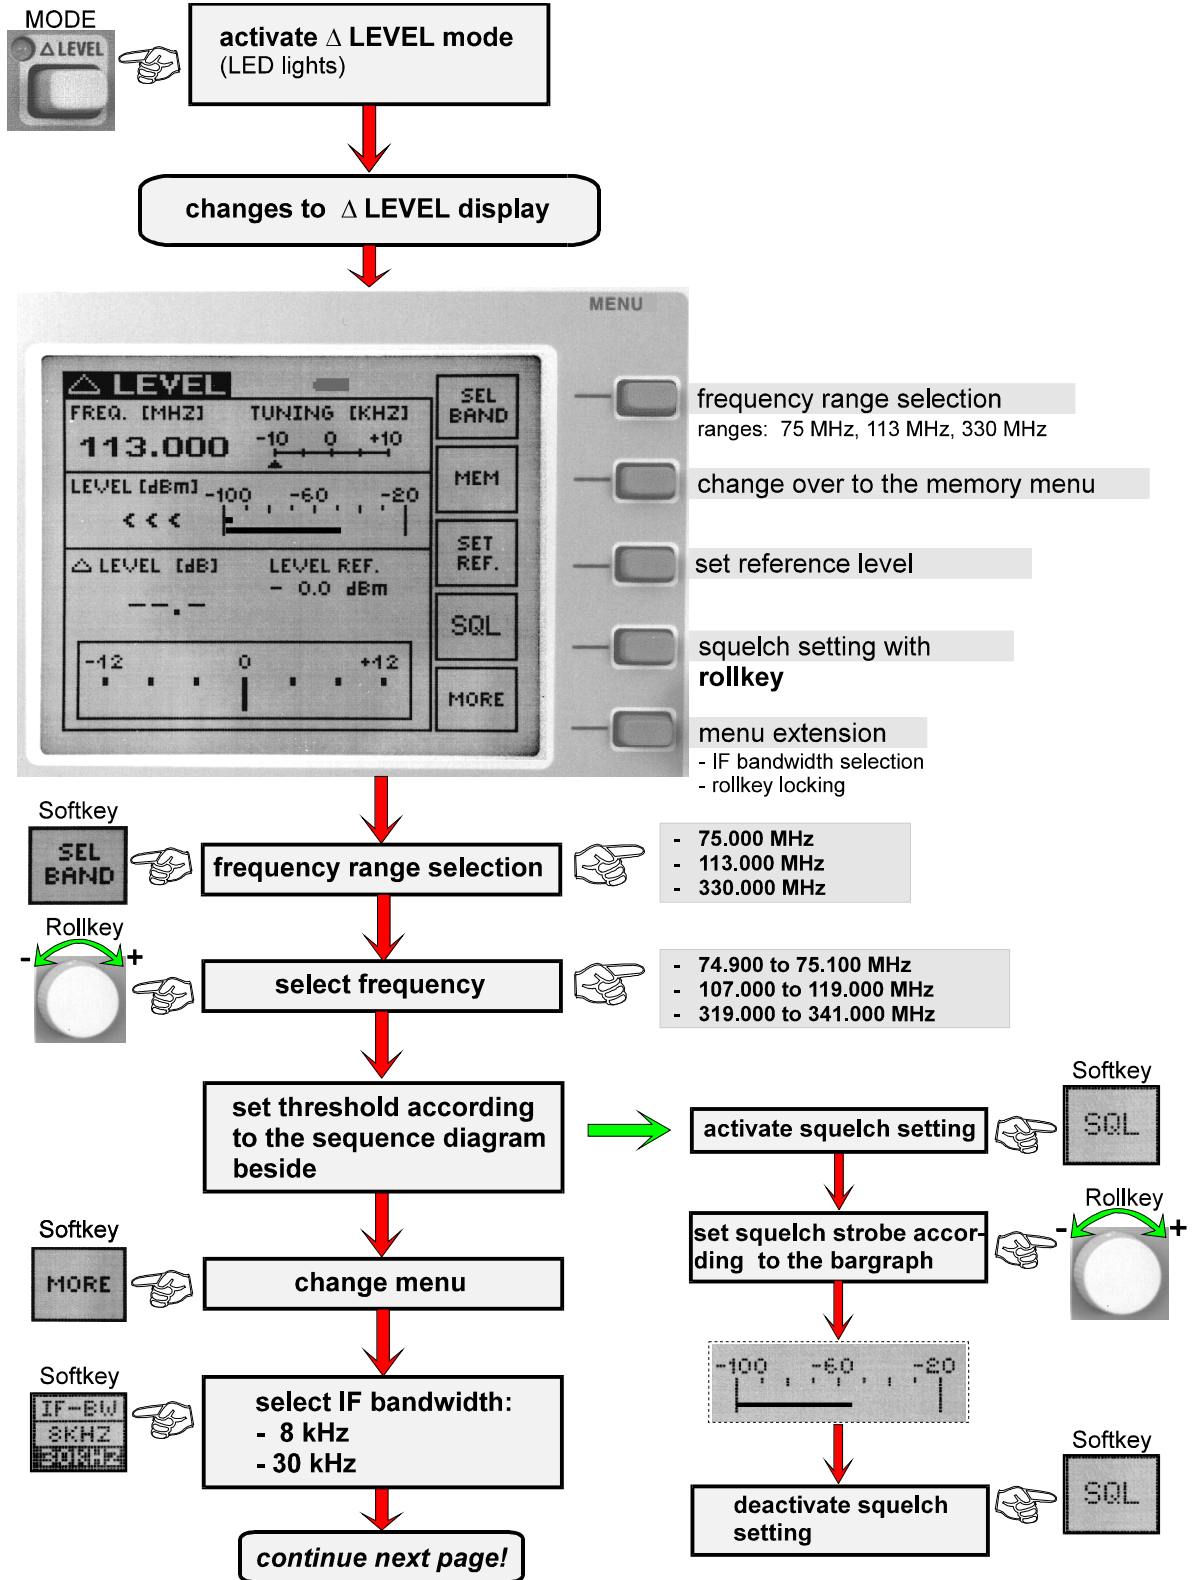 MODE
△ LEVEL
activate Δ LEVEL mode
(LED lights)
changes to Δ LEVEL display
MENU
△ LEVEL
FREQ. [MHZ] TUNING [KHZ]
113.000
-10 0 +10
LEVEL [dBm]
-100 -60 -20
< < <
△ LEVEL [dB] LEVEL REF.
- 0.0 dBm
--.-
-12 0 +12
SEL
BAND
MEM
SET
REF.
SQL
MORE
frequency range selection
ranges: 75 MHz, 113 MHz, 330 MHz
change over to the memory menu
set reference level
squelch setting with
rollkey
menu extension
- IF bandwidth selection
- rollkey locking
Softkey
SEL
BAND
frequency range selection
- 75.000 MHz
- 113.000 MHz
- 330.000 MHz
Rollkey
- +
select frequency
- 74.900 to 75.100 MHz
- 107.000 to 119.000 MHz
- 319.000 to 341.000 MHz
set threshold according
to the sequence diagram
beside
activate squelch setting
Softkey
SQL
set squelch strobe accor-
ding to the bargraph
Rollkey
- +
-100 -60 -20
deactivate squelch
setting
Softkey
SQL
Softkey
MORE
change menu
Softkey
IF-BW
8KHZ
30KHZ
select IF bandwidth:
- 8 kHz
- 30 kHz
continue next page!